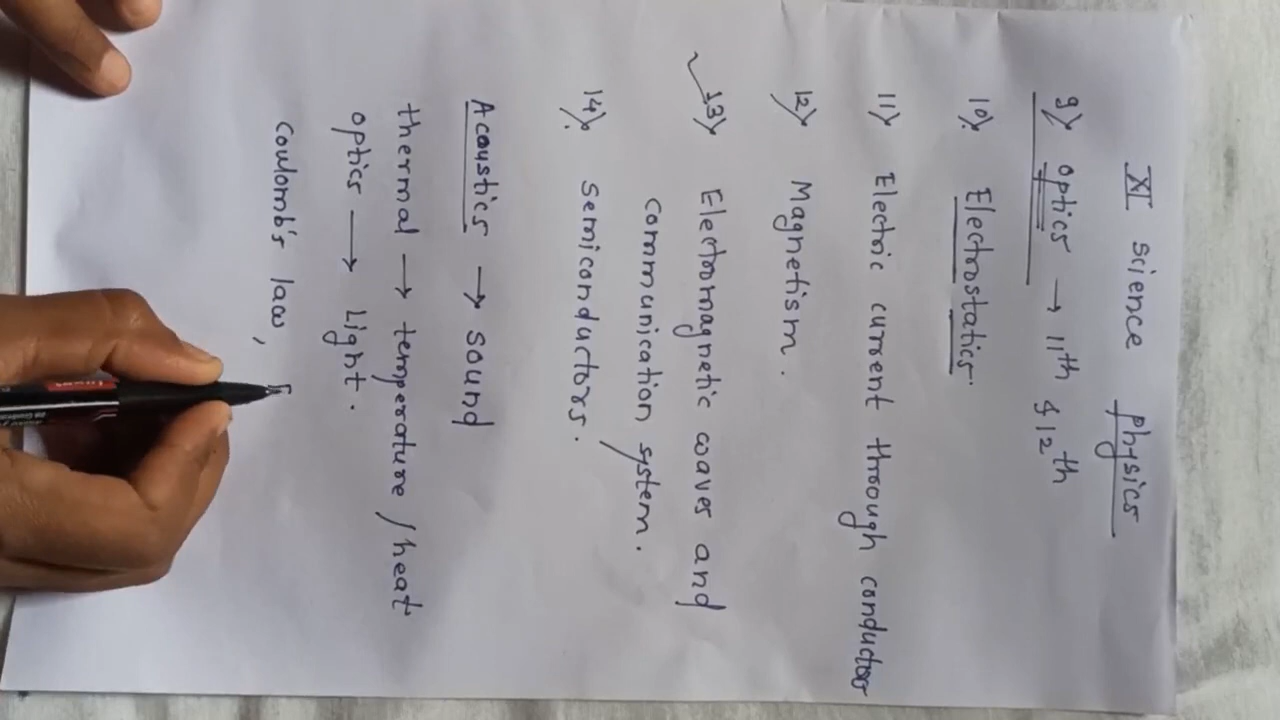 XI science physics
9) optics → 11th & 12th
10) Electrostatics.
11) Electric current through conductors
12) Magnetism.
13) Electromagnetic waves and
communication system.
14) semiconductors.
Acoustics → sound
thermal → temperature / heat
optics → Light.
coulomb's law,